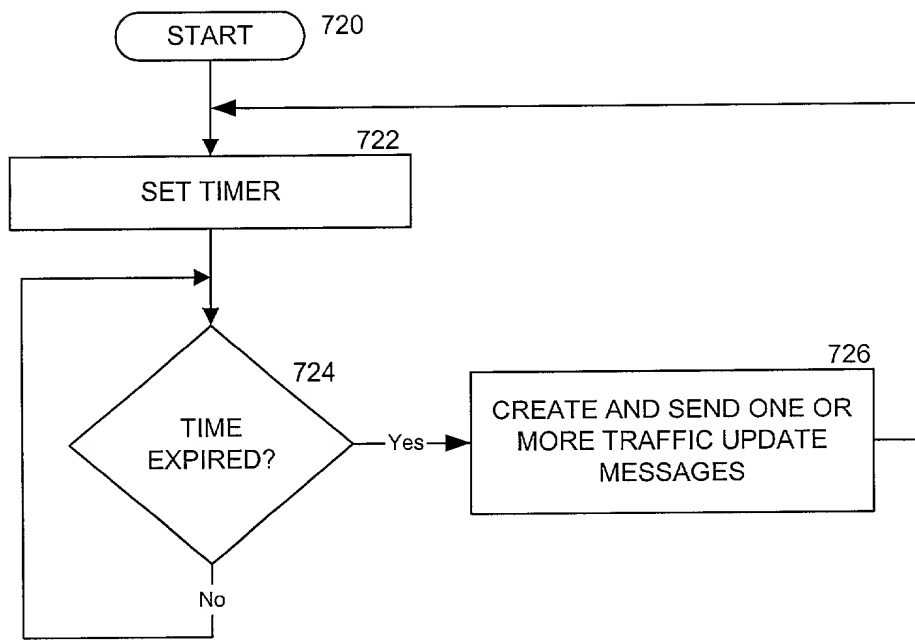 START
720
722
SET TIMER
724
TIME
EXPIRED?
Yes
726
CREATE AND SEND ONE OR
MORE TRAFFIC UPDATE
MESSAGES
No